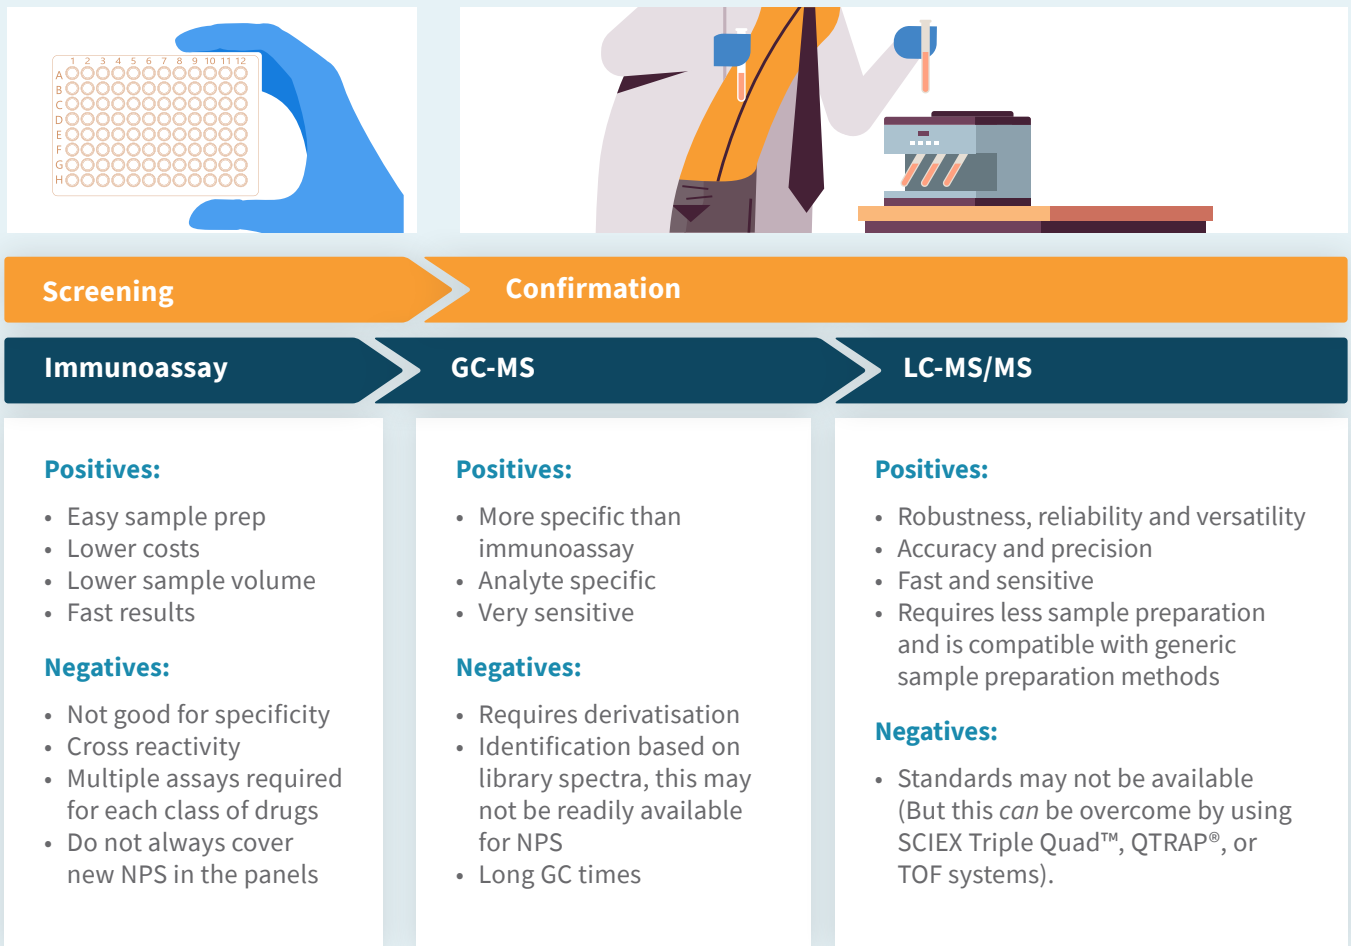 1 2 3 4 5 6 7 8 9 10 11 12
A
B
C
D
E
F
G
H
Screening
Confirmation
Immunoassay
GC-MS
LC-MS/MS
Positives:
• Easy sample prep
• Lower costs
• Lower sample volume
• Fast results
Negatives:
• Not good for specificity
• Cross reactivity
• Multiple assays required
for each class of drugs
• Do not always cover
new NPS in the panels
Positives:
• More specific than
immunoassay
• Analyte specific
• Very sensitive
Negatives:
• Requires derivatisation
• Identification based on
library spectra, this may
not be readily available
for NPS
• Long GC times
Positives:
• Robustness, reliability and versatility
• Accuracy and precision
• Fast and sensitive
• Requires less sample preparation
and is compatible with generic
sample preparation methods
Negatives:
• Standards may not be available
(But this can be overcome by using
SCIEX Triple Quad™, QTRAP®, or
TOF systems).